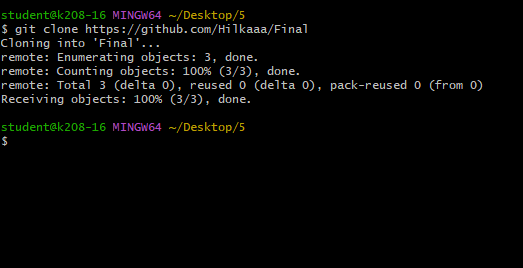 student@k208-16 MINGW64 ~/Desktop/5
$ git clone https://github.com/Hilkaaa/Final
Cloning into 'Final'...
remote: Enumerating objects: 3, done.
remote: Counting objects: 100% (3/3), done.
remote: Total 3 (delta 0), reused 0 (delta 0), pack-reused 0 (from 0)
Receiving objects: 100% (3/3), done.
student@k208-16 MINGW64 ~/Desktop/5
$